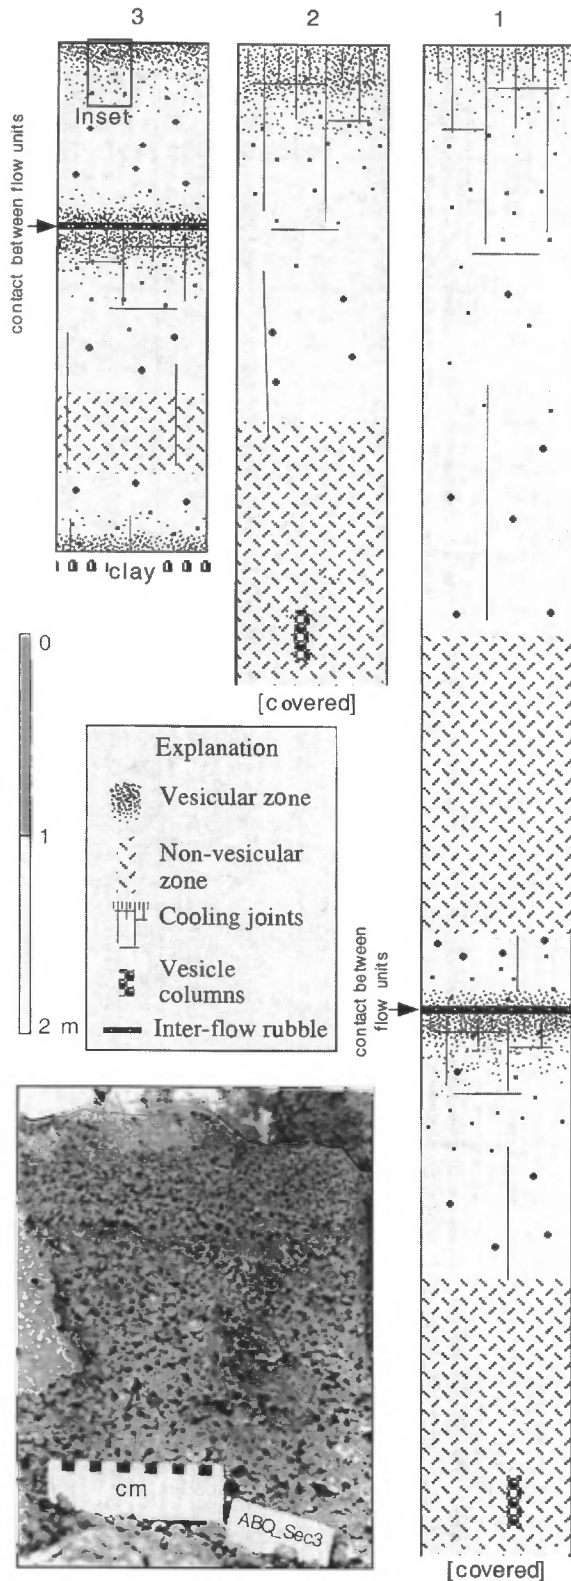 3
2
1
Inset
contact between flow units
clay
[covered]
0
1
2 m
Explanation
Vesicular zone
Non-vesicular
zone
Cooling joints
Vesicle
columns
Inter-flow rubble
contact between
flow units
cm
ABQ_Sec3
[covered]